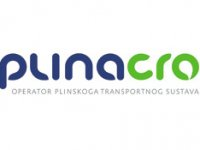 plinacro
OPERATOR PLINSKOGA TRANSPORTNOG SUSTAVA